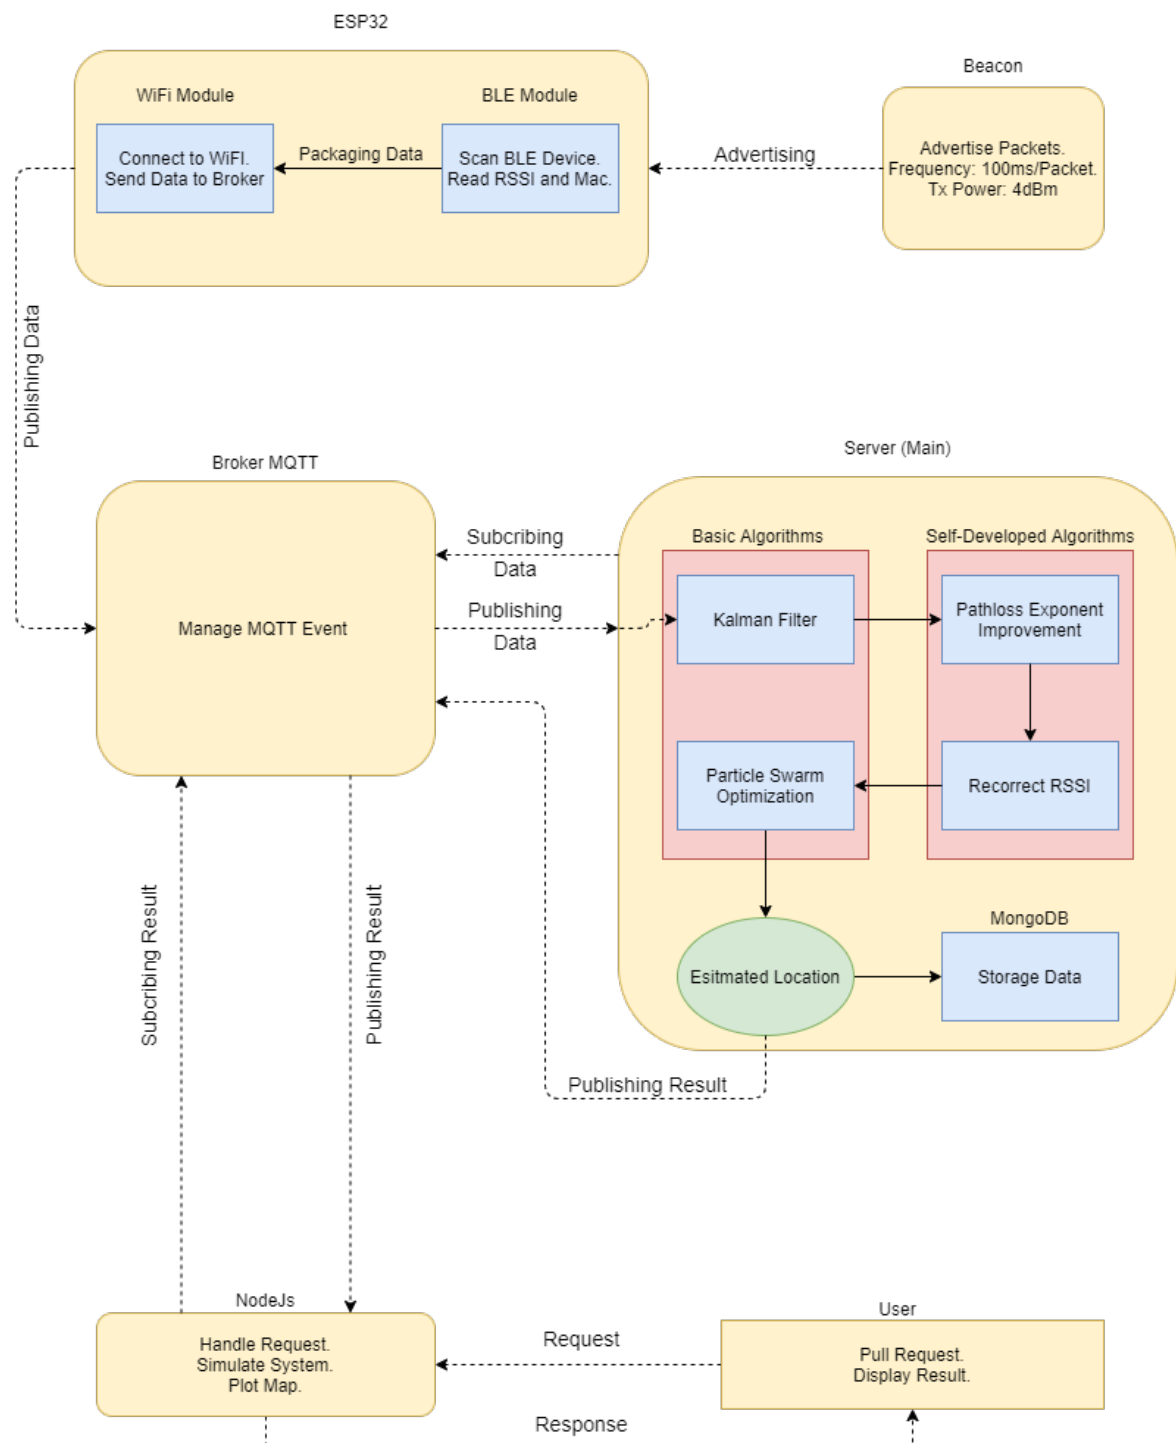 ESP32
Beacon
WiFi Module
BLE Module
Connect to WiFI.
Send Data to Broker
Packaging Data
Scan BLE Device.
Read RSSI and Mac.
Advertising
Advertise Packets.
Frequency: 100ms/Packet.
Tx Power: 4dBm
Publishing Data
Broker MQTT
Server (Main)
Manage MQTT Event
Subcribing
Data
Publishing
Data
Basic Algorithms
Self-Developed Algorithms
Kalman Filter
Pathloss Exponent
Improvement
Particle Swarm
Optimization
Recorrect RSSI
MongoDB
Esitmated Location
Storage Data
Publishing Result
Subcribing Result
Publishing Result
NodeJs
User
Handle Request.
Simulate System.
Plot Map.
Request
Pull Request.
Display Result.
Response